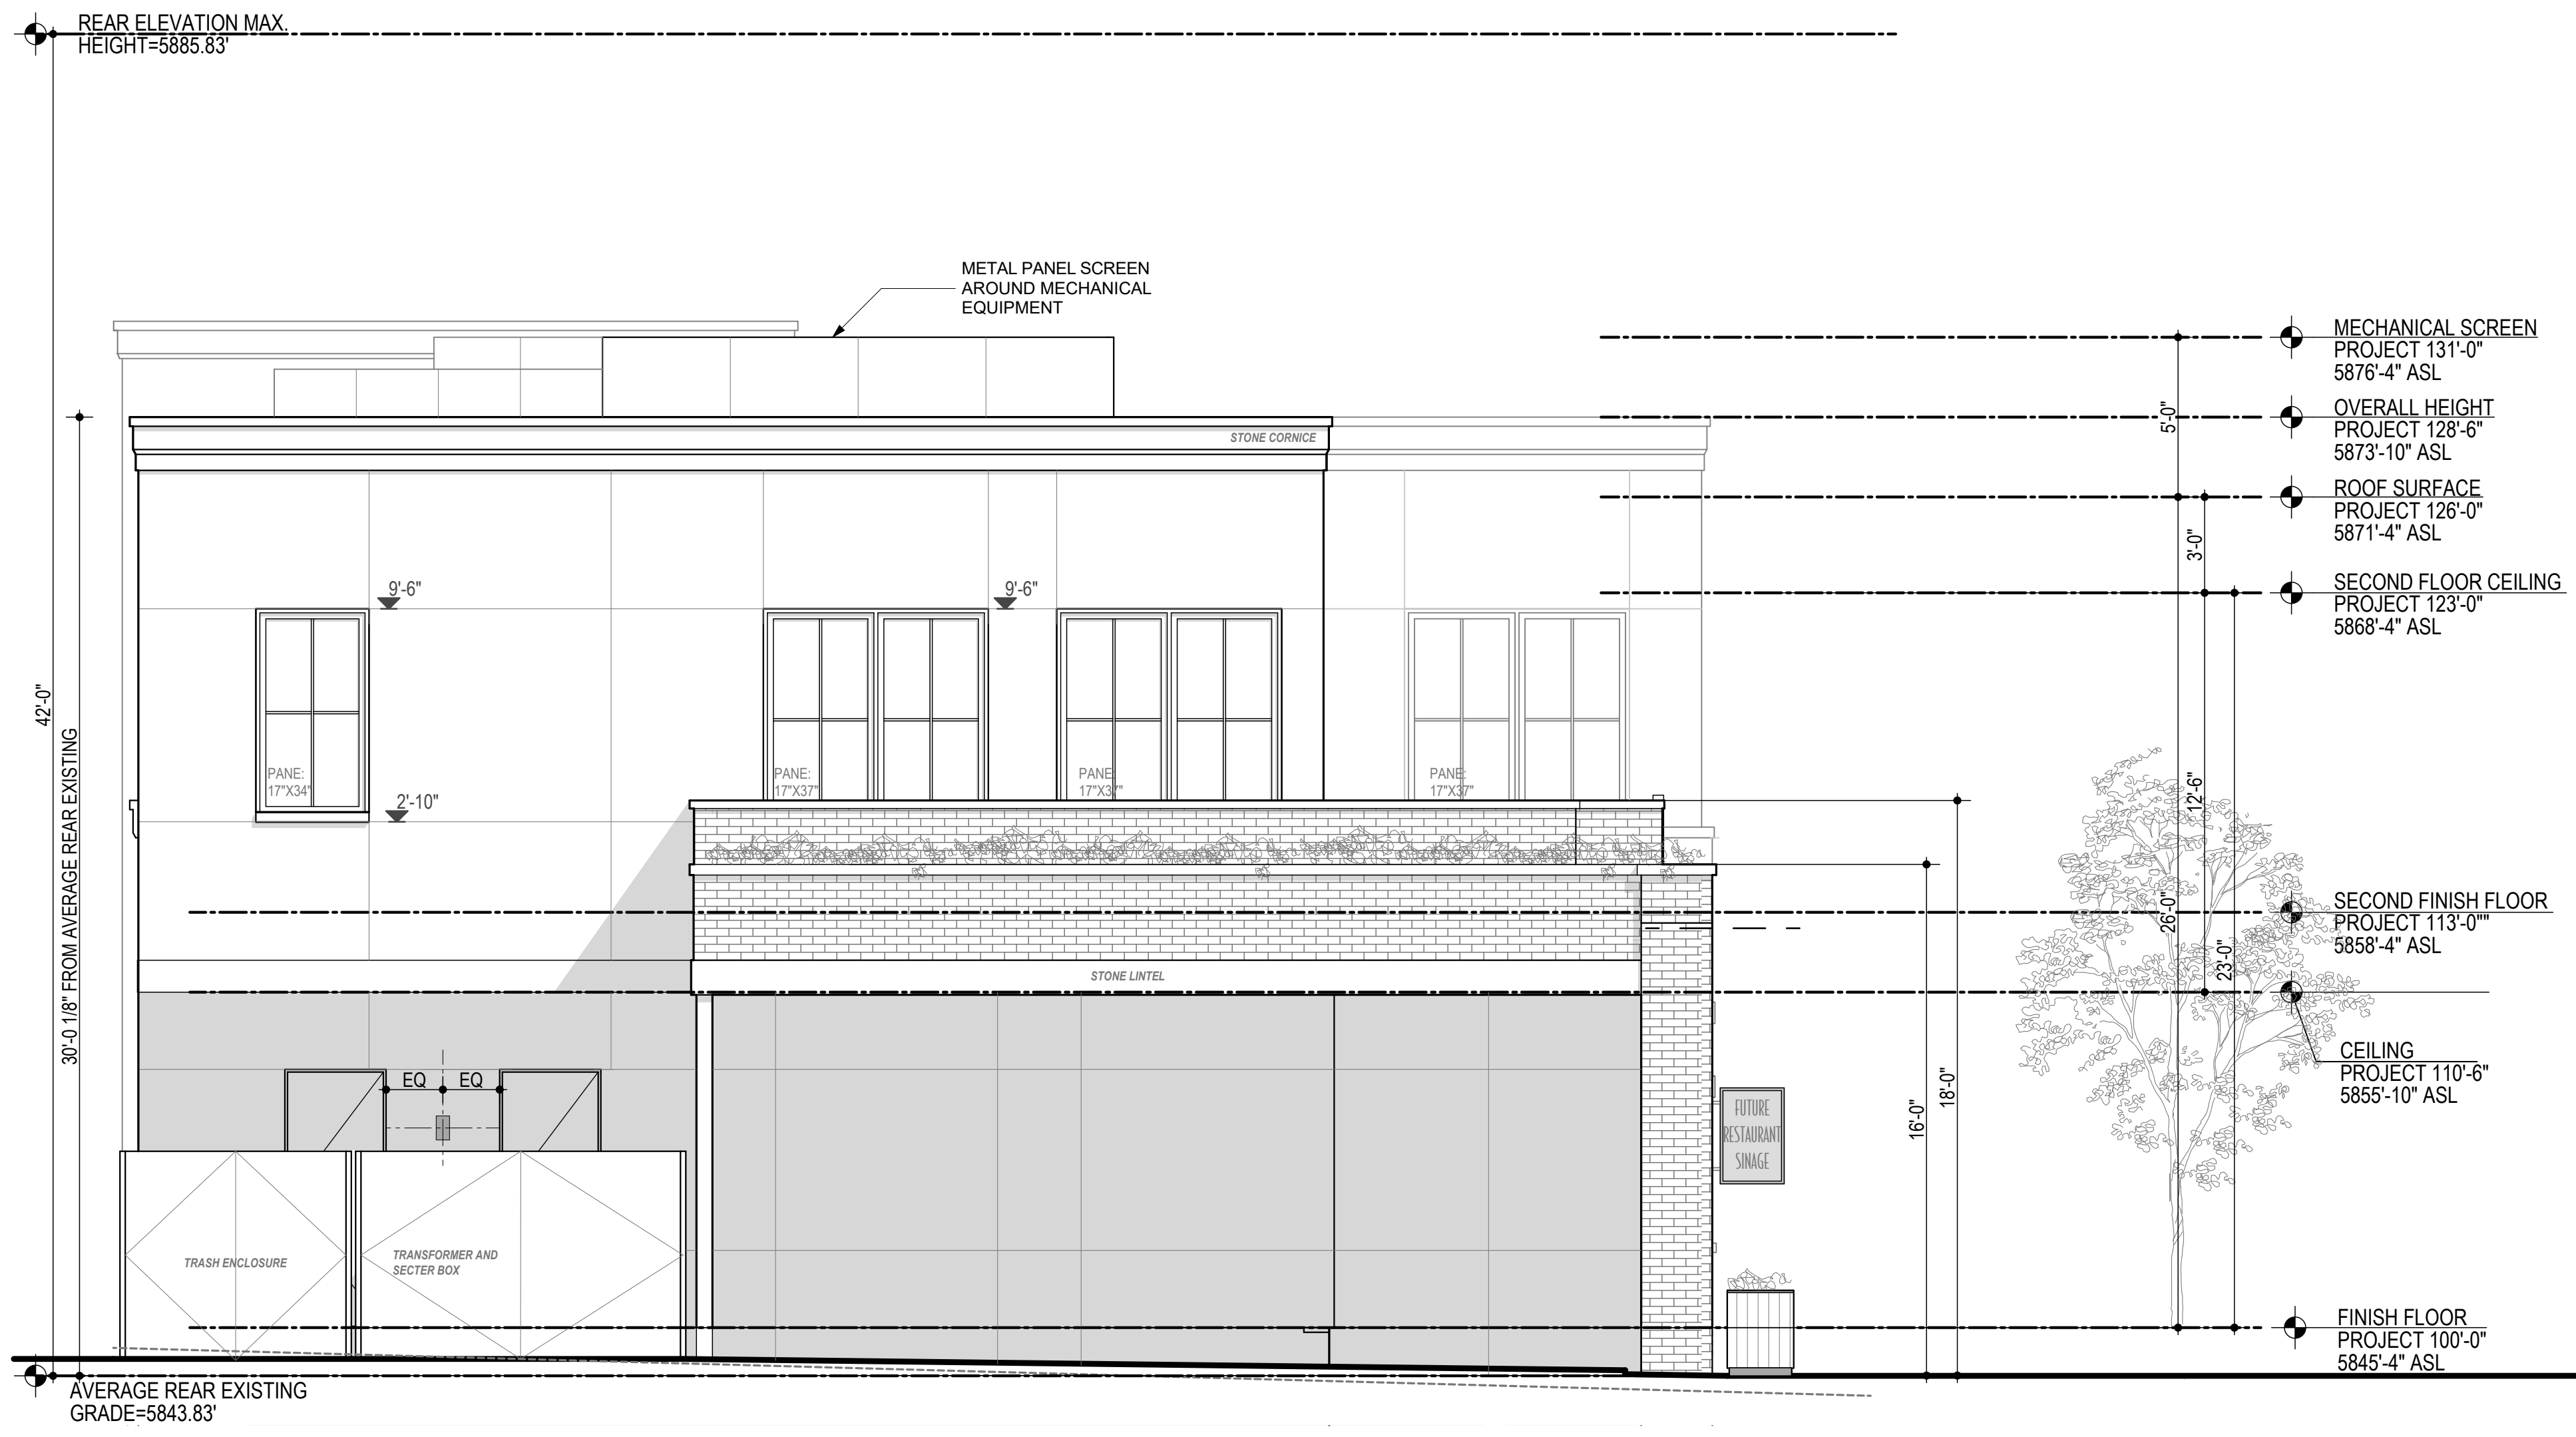 REAR ELEVATION MAX.
HEIGHT=5885.83'
METAL PANEL SCREEN
AROUND MECHANICAL
EQUIPMENT
MECHANICAL SCREEN
PROJECT 131'-0"
5876'-4" ASL
5'-0"
OVERALL HEIGHT
PROJECT 128'-6"
5873'-10" ASL
STONE CORNICE
ROOF SURFACE
PROJECT 126'-0"
5871'-4" ASL
3'-0"
9'-6"
9'-6"
SECOND FLOOR CEILING
PROJECT 123'-0"
5868'-4" ASL
42'-0"
30'-0 1/8" FROM AVERAGE REAR EXISTING
PANE:
17"X34"
PANE:
17"X37"
PANE:
17"X37"
PANE:
17"X37"
2'-10"
12'-6"
26'-0"
23'-0"
SECOND FINISH FLOOR
PROJECT 113'-0""
5858'-4" ASL
STONE LINTEL
CEILING
PROJECT 110'-6"
5855'-10" ASL
EQ
EQ
16'-0"
18'-0"
FUTURE
RESTAURANT
SINAGE
TRASH ENCLOSURE
TRANSFORMER AND
SECTER BOX
FINISH FLOOR
PROJECT 100'-0"
5845'-4" ASL
AVERAGE REAR EXISTING
GRADE=5843.83'